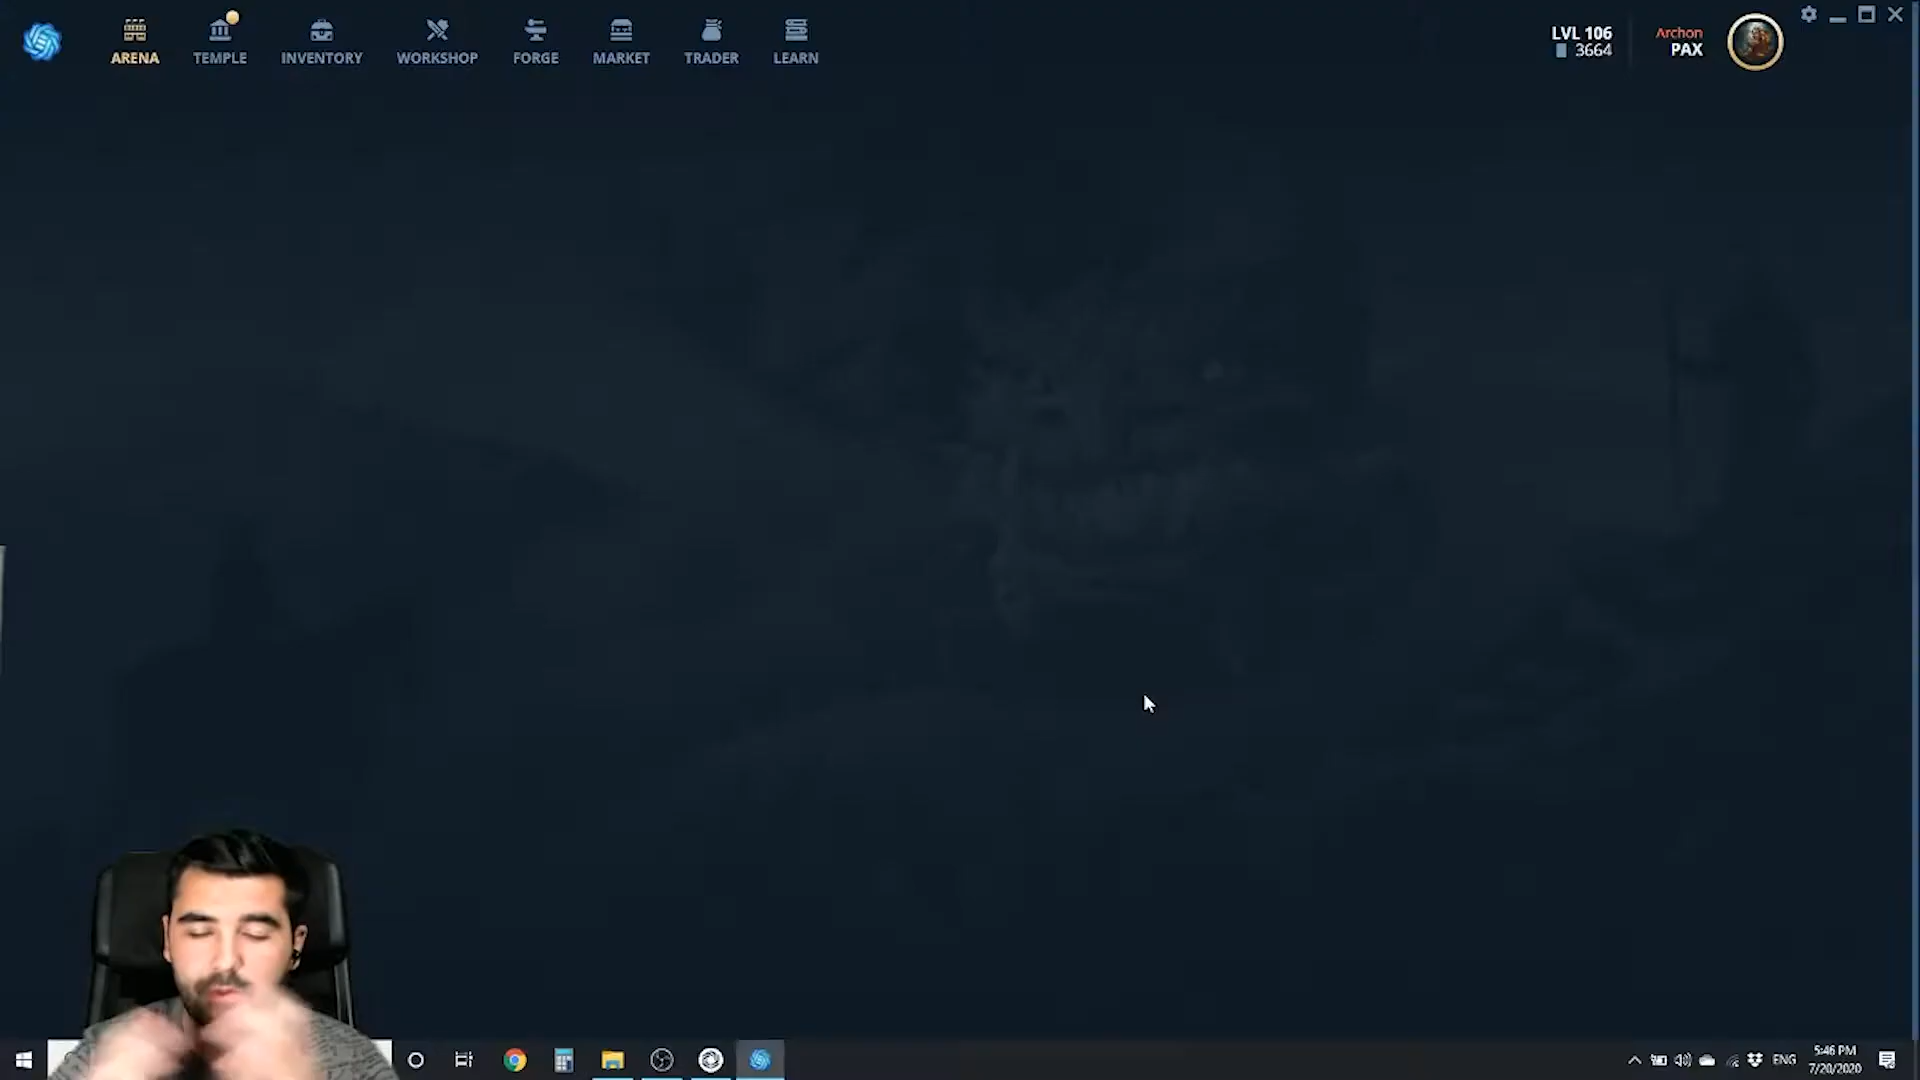 ARENA
TEMPLE
INVENTORY
WORKSHOP
FORGE
MARKET
TRADER
LEARN
LVL 106
3664
Archon
PAX
ENG
5:46 PM
7/20/2020